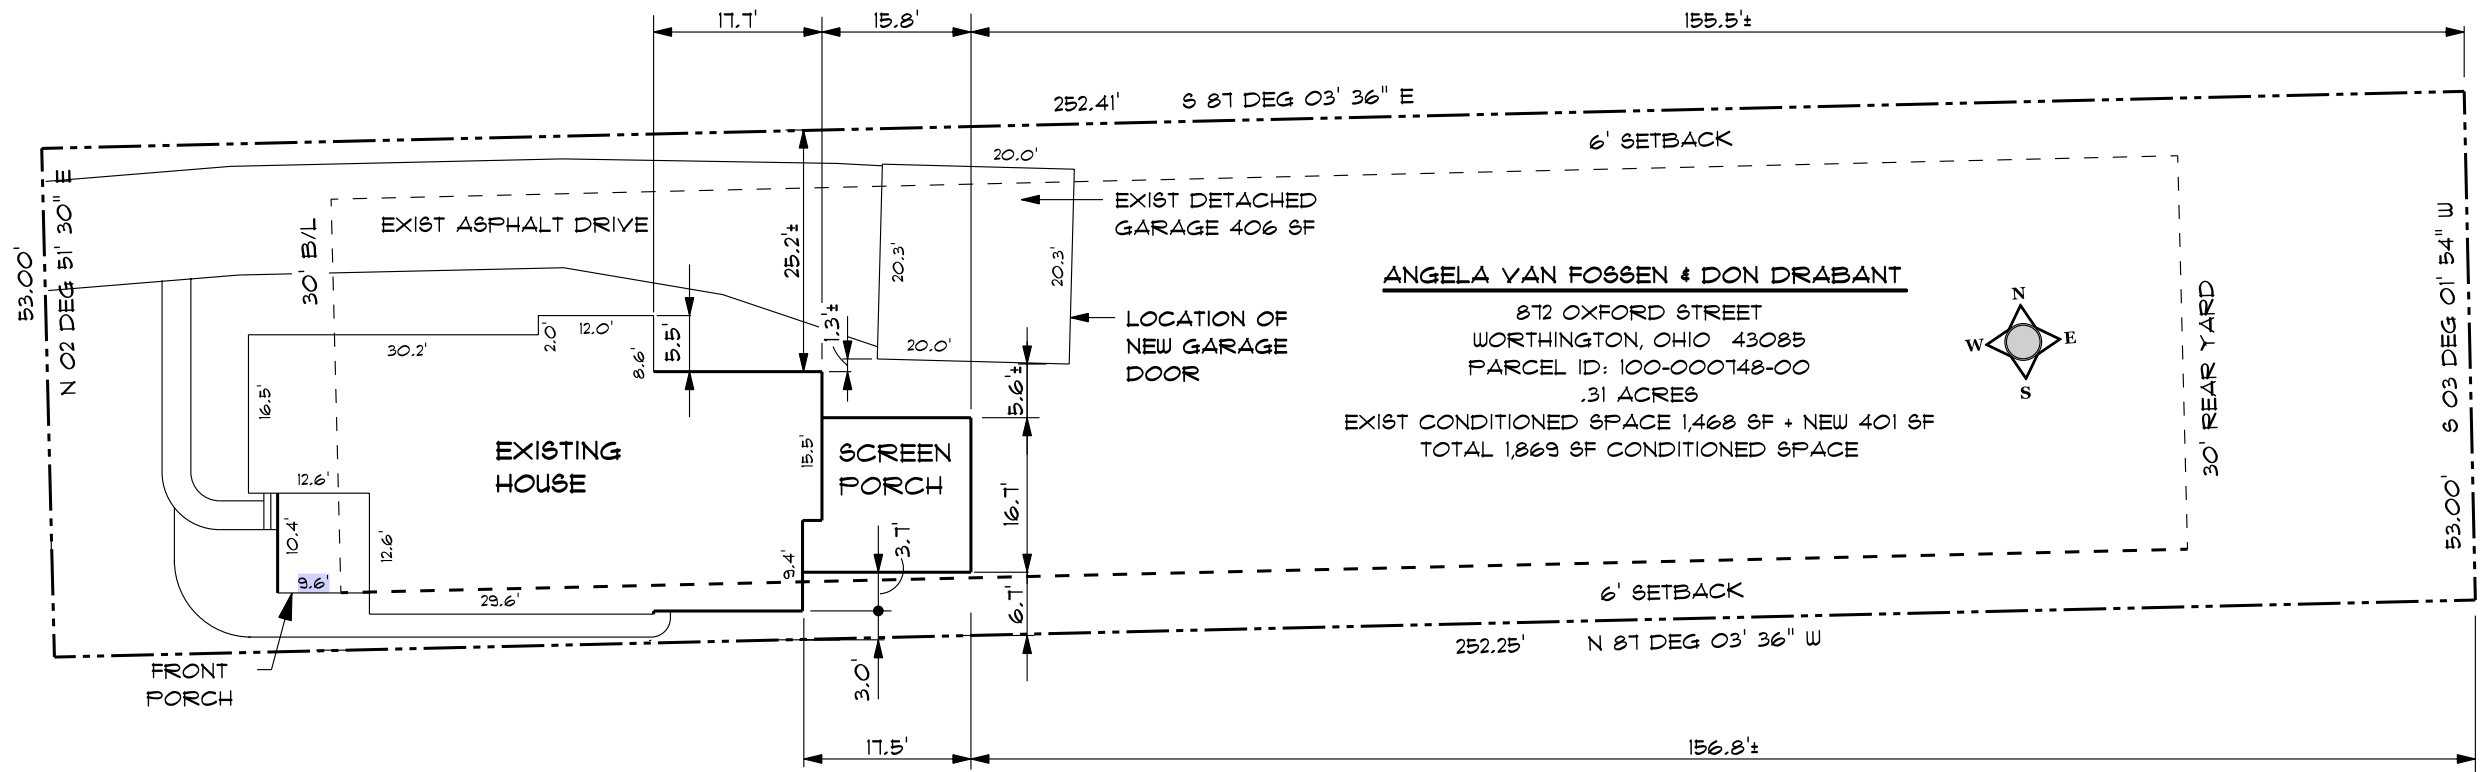 17.7'
15.8'
155.5'±
252.41' S 87 DEG 03' 36" E
6' SETBACK
20.0'
EXIST DETACHED
GARAGE 406 SF
EXIST ASPHALT DRIVE
30' B/L
25.2'±
20.3'
20.3'
53.00'
N 02 DEG 51' 30" E
S 03 DEG 01' 54" W
53.00'
30' REAR YARD
ANGELA VAN FOSSEN & DON DRABANT
872 OXFORD STREET
WORTHINGTON, OHIO 43085
PARCEL ID: 100-000748-00
.31 ACRES
EXIST CONDITIONED SPACE 1,468 SF + NEW 401 SF
TOTAL 1,869 SF CONDITIONED SPACE
N
W
E
S
LOCATION OF
NEW GARAGE
DOOR
1.3'±
20.0'
12.0'
2.0'
30.2'
8.6'
5.5'
5.6'±
16.5'
EXISTING
HOUSE
15.5'
SCREEN
PORCH
12.6'
10.4'
12.6'
9.6'
29.6'
9.4'
3.7'
16.7'
6.7'
6' SETBACK
252.25' N 87 DEG 03' 36" W
FRONT
PORCH
3.0'
17.5'
156.8'±